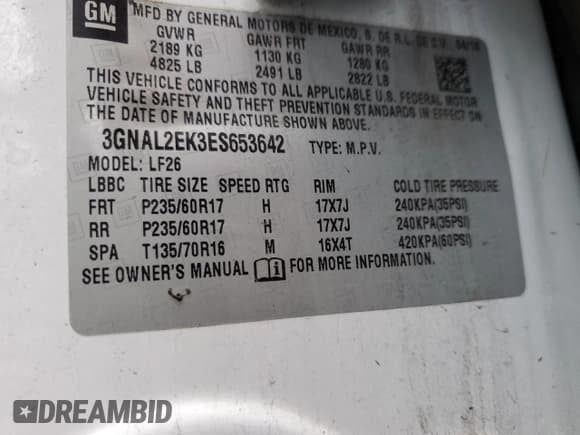 GM
MFD BY GENERAL MOTORS DE MEXICO, S. DE R.L. DE C.V.
GVWR GAWR FRT GAWR RR
2189 KG 1130 KG 1280 KG
4825 LB 2491 LB 2822 LB
THIS VEHICLE CONFORMS TO ALL APPLICABLE U.S. FEDERAL MOTOR
VEHICLE SAFETY AND THEFT PREVENTION STANDARDS IN EFFECT ON
THE DATE OF MANUFACTURE SHOWN ABOVE.
3GNAL2EK3ES653642 TYPE: M.P.V.
MODEL: LF26
LBBC TIRE SIZE SPEED RTG RIM COLD TIRE PRESSURE
FRT P235/60R17 H 17X7J 240KPA(35PSI)
RR P235/60R17 H 17X7J 240KPA(35PSI)
SPA T135/70R16 M 16X4T 420KPA(60PSI)
SEE OWNER'S MANUAL FOR MORE INFORMATION.
DREAMBID